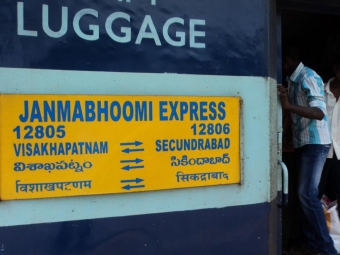 LUGGAGE
JANMABHOOMI EXPRESS
12805 12806
VISAKHAPATNAM SECUNDRABAD
విశాఖపట్నం సికింద్రాబాద్
विशाखपटणम सिकंद्राबाद